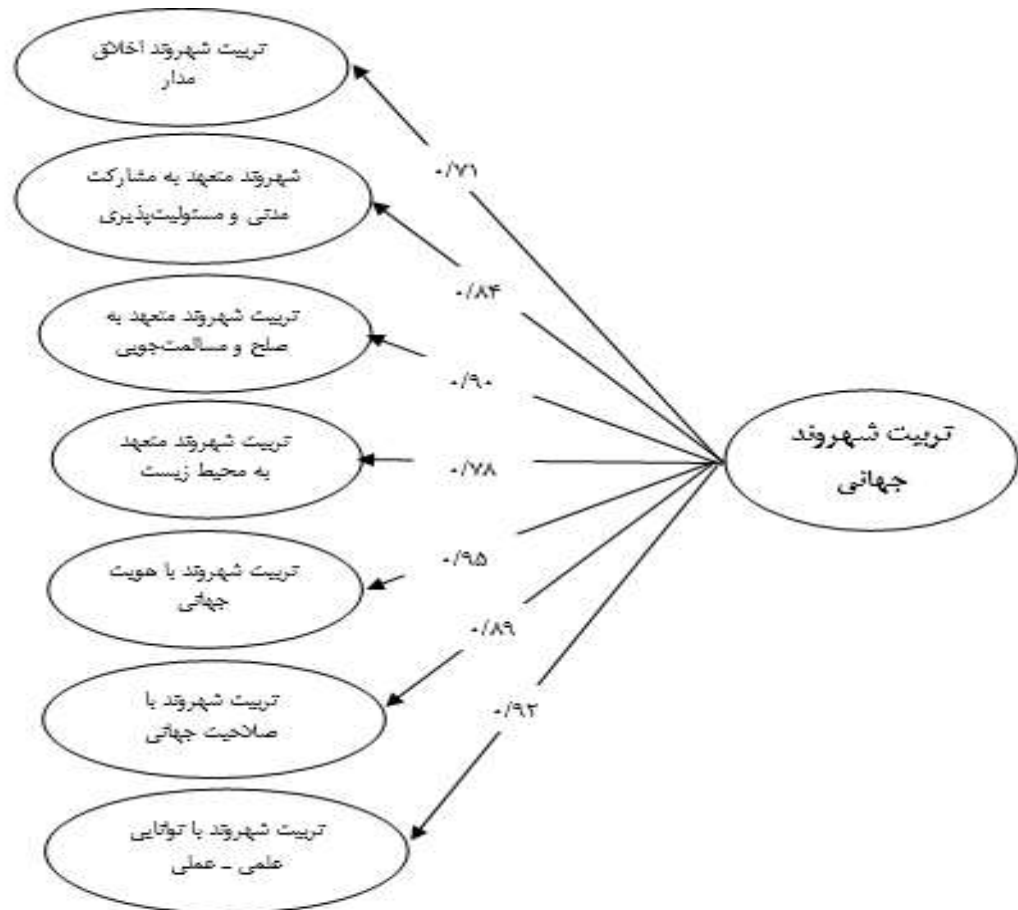 تربیت شهروند اخلاق
مدار
۰/۷۱
شهروند متعهد به مشارکت
مدنی و مسئولیت‌پذیری
۰/۸۴
تربیت شهروند متعهد به
صلح و مسالمت‌جویی
۰/۹۰
تربیت شهروند
جهانی
تربیت شهروند متعهد
به محیط زیست
۰/۷۸
تربیت شهروند با هویت
جهانی
۰/۹۵
تربیت شهروند با
صلاحیت جهانی
۰/۸۹
تربیت شهروند با توانایی
علمی ـ عملی
۰/۹۲